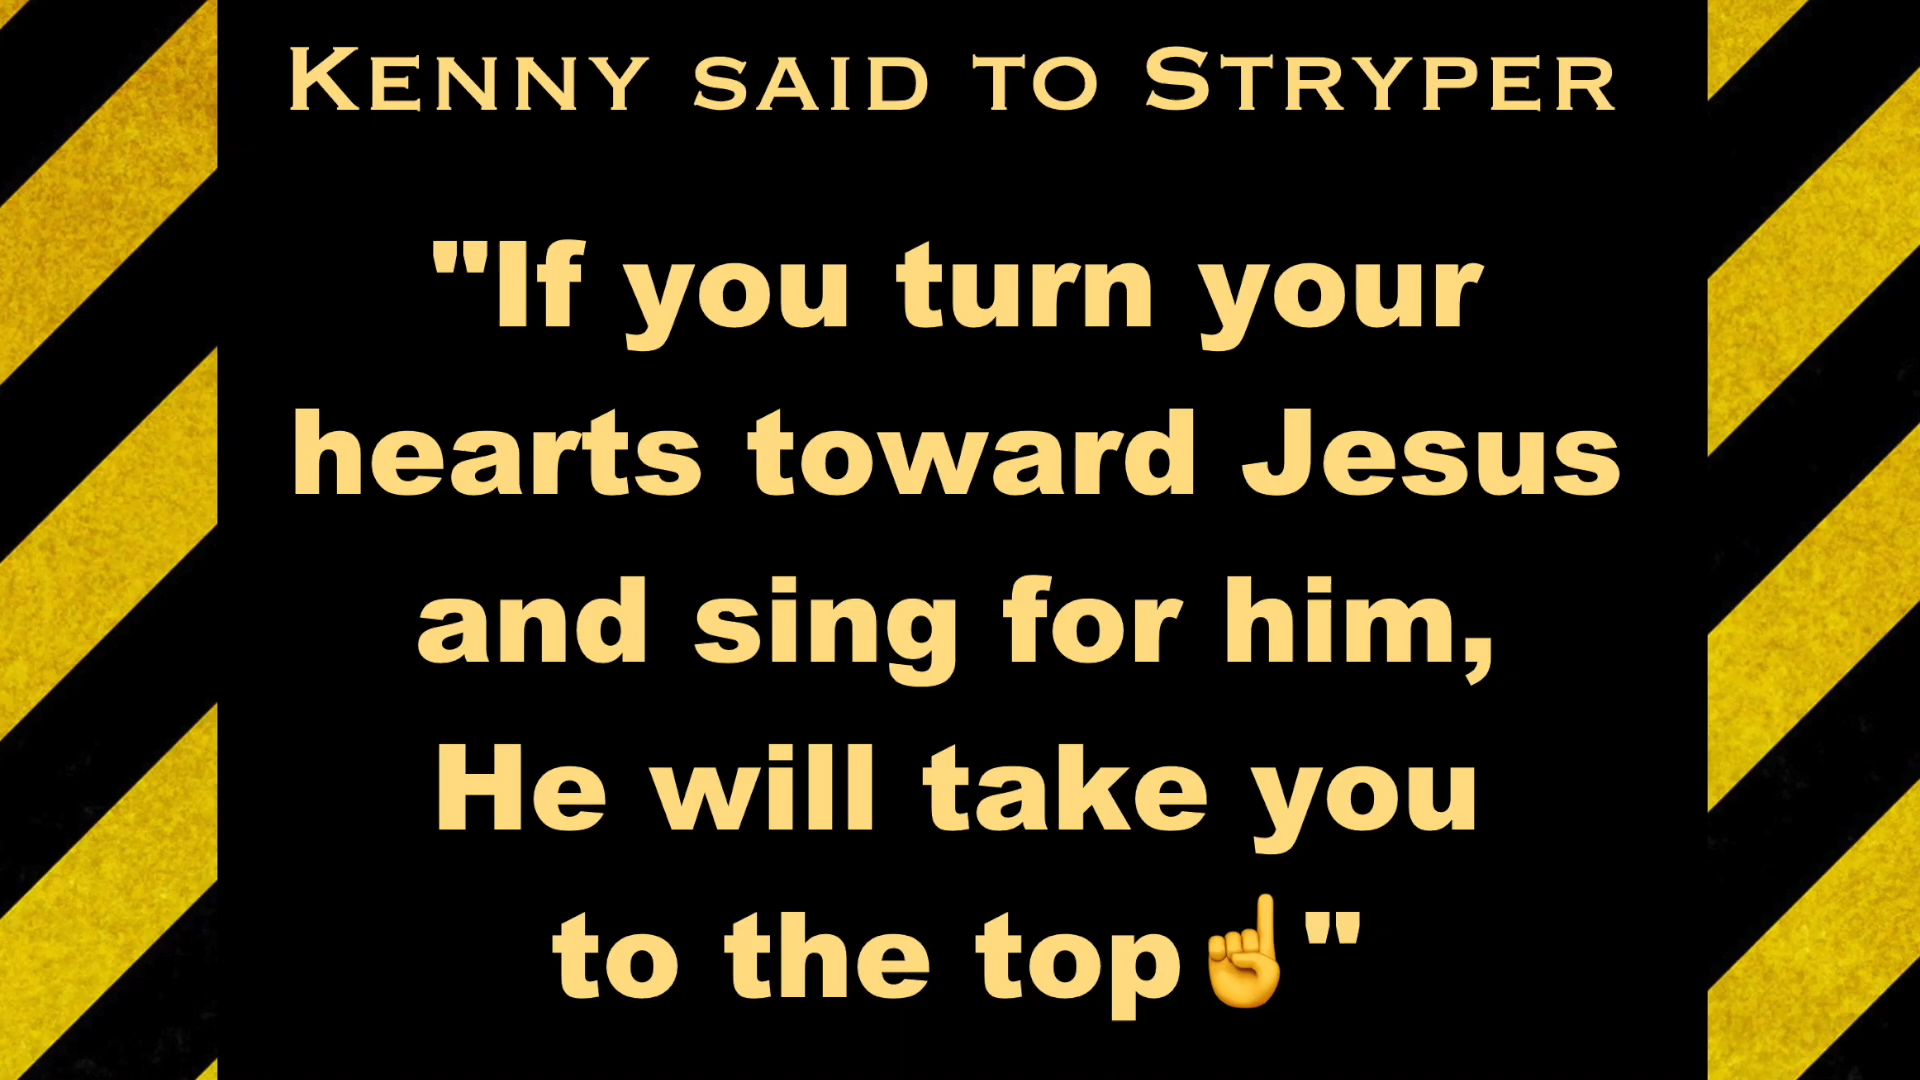 Kenny said to Stryper
"If you turn your
hearts toward Jesus
and sing for him,
He will take you
to the top☝"